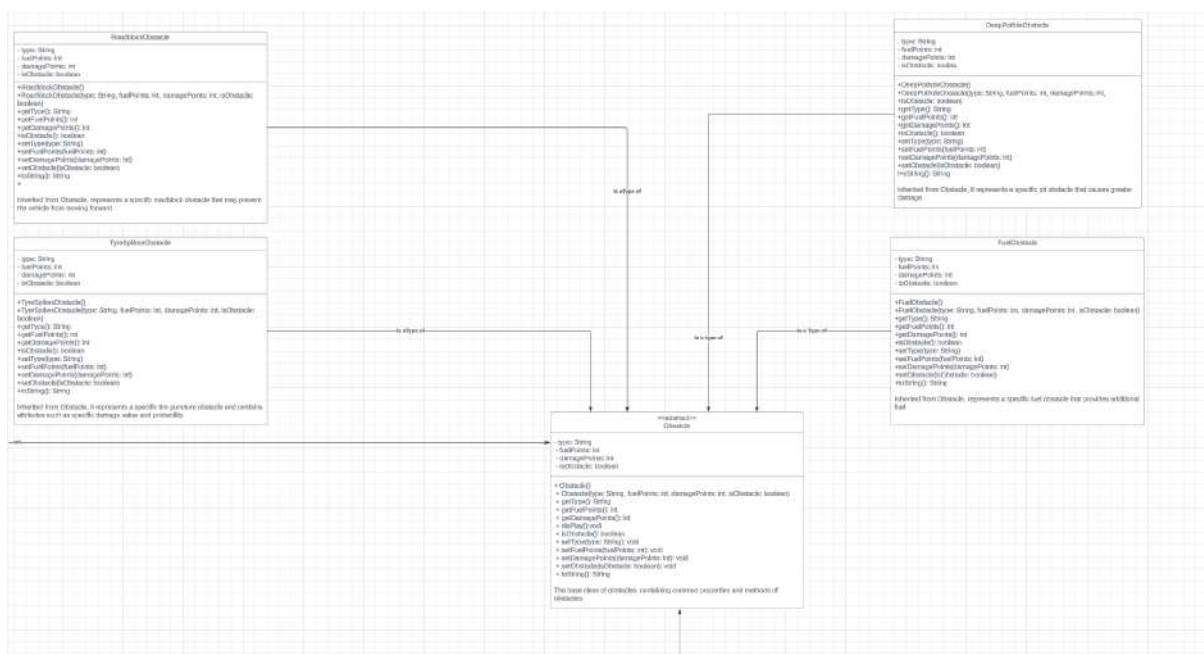 RoadblockObstacle
- type: String
- fuelPoints: int
- damagePoints: int
- isObstacle: boolean
+RoadblockObstacle()
+RoadblockObstacle(type: String, fuelPoints: int, damagePoints: int, isObstacle:
boolean)
+getType(): String
+getFuelPoints(): int
+getDamagePoints(): int
+isObstacle(): boolean
+setType(type: String)
+setFuelPoints(fuelPoints: int)
+setDamagePoints(damagePoints: int)
+setObstacle(isObstacle: boolean)
+toString(): String
+
Inherited from Obstacle, represents a specific roadblock obstacle that may prevent
the vehicle from moving forward
DeepPotholeObstacle
- type: String
- fuelPoints: int
- damagePoints: int
- isObstacle:
+DeepPotholeObstacle()
+DeepPotholeObstacle(type: String, fuelPoints: int, damagePoints: int,
+isObstacle: boolean)
+getType(): String
+getFuelPoints(): int
+getDamagePoints(): int
+isObstacle(): boolean
+setType(type: String)
+setFuelPoints(fuelPoints: int)
+setDamagePoints(damagePoints: int)
+setObstacle(isObstacle: boolean)
toString(): String
Inherited from Obstacle, it represents a specific pit obstacle that causes greater
damage
is a type of
TyreSpikesObstacle
- type: String
- fuelPoints: int
- damagePoints: int
- isObstacle: boolean
+TyreSpikesObstacle()
+TyreSpikesObstacle(type: String, fuelPoints: int, damagePoints: int, isObstacle:
boolean)
+getType(): String
+getFuelPoints(): int
+getDamagePoints(): int
+isObstacle(): boolean
+setType(type: String)
+setFuelPoints(fuelPoints: int)
+setDamagePoints(damagePoints: int)
+setObstacle(isObstacle: boolean)
+toString(): String
Inherited from Obstacle, it represents a specific tire puncture obstacle and contains
attributes such as specific damage value and probability
is a type of
is a type of
is a type of
FuelObstacle
- type: String
- fuelPoints: int
- damagePoints: int
- isObstacle: boolean
+FuelObstacle()
+FuelObstacle(type: String, fuelPoints: int, damagePoints: int, isObstacle: boolean)
+getType(): String
+getFuelPoints(): int
+getDamagePoints(): int
+isObstacle(): boolean
+setType(type: String)
+setFuelPoints(fuelPoints: int)
+setDamagePoints(damagePoints: int)
+setObstacle(isObstacle: boolean)
+toString(): String
Inherited from Obstacle, represents a specific fuel obstacle that provides additional
fuel
<<abstract>>
Obstacle
- type: String
- fuelPoints: int
- damagePoints: int
- isObstacle: boolean
+ Obstacle()
+ Obstacle(type: String, fuelPoints: int, damagePoints: int, isObstacle: boolean)
+ getType(): String
+ getFuelPoints(): int
+ getDamagePoints(): int
+ display():void
+ isObstacle(): boolean
+ setType(type: String): void
+ setFuelPoints(fuelPoints: int): void
+ setDamagePoints(damagePoints: int): void
+ setObstacle(isObstacle: boolean): void
+ toString(): String
The base class of obstacles, containing common properties and methods of
obstacles